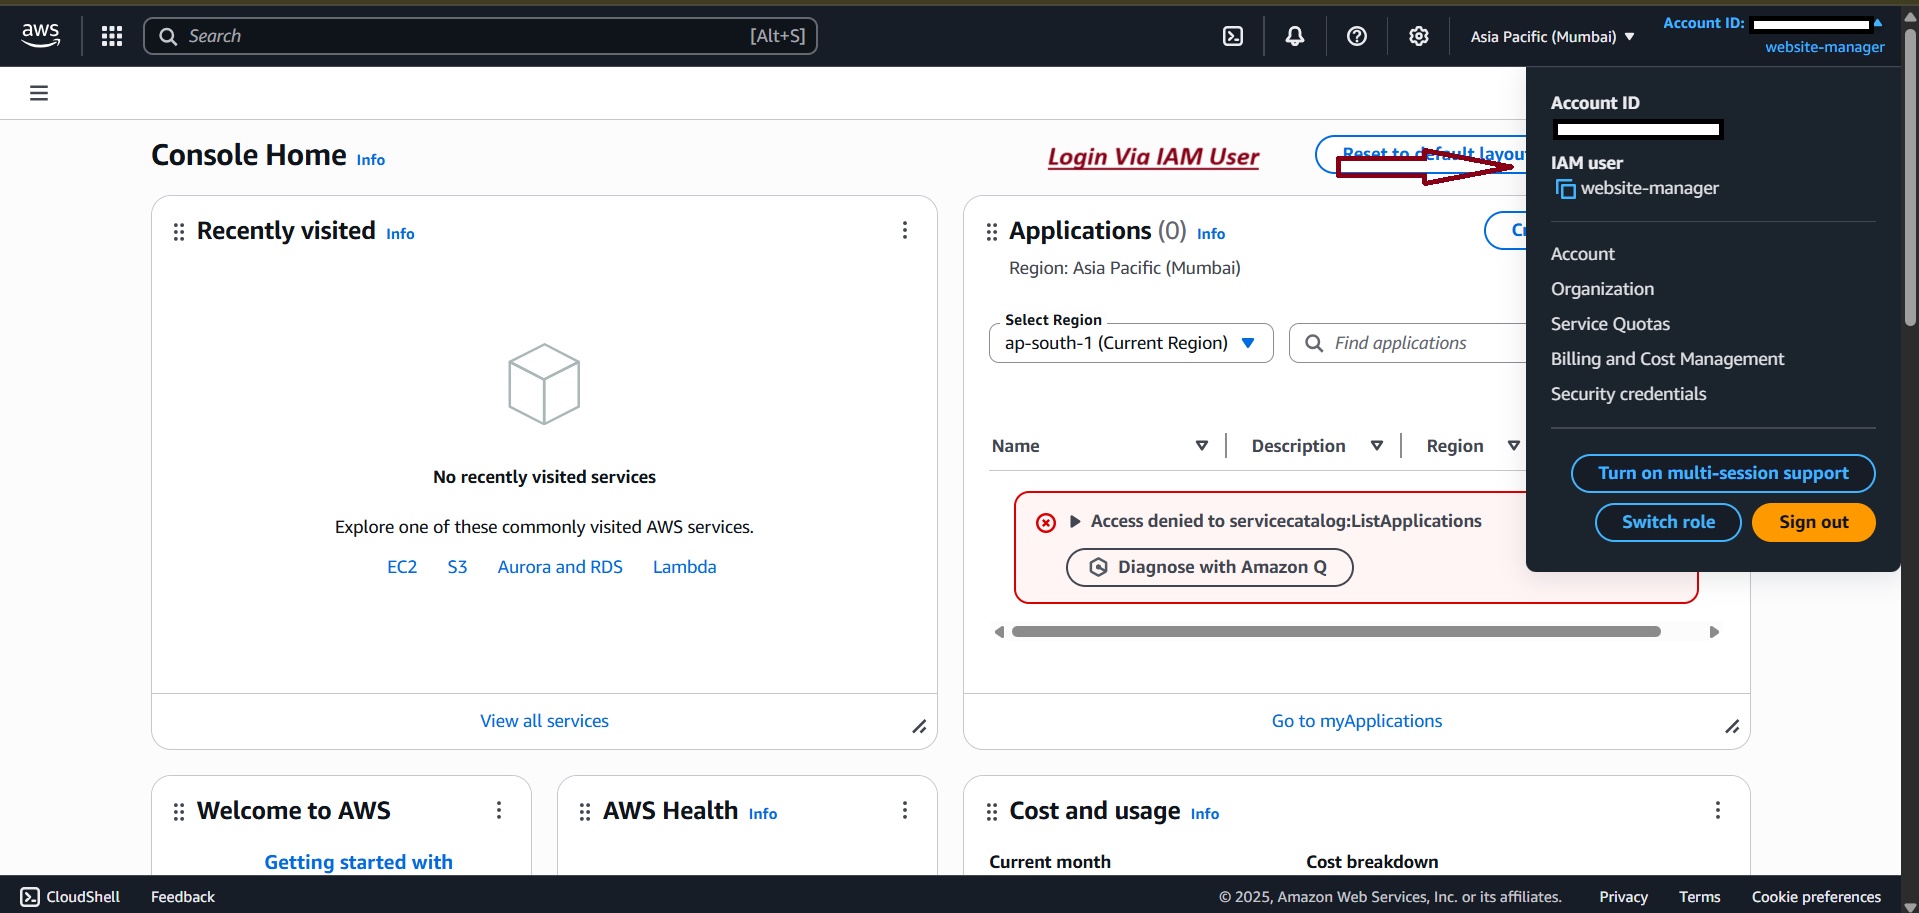 aws
Search [Alt+S]
Asia Pacific (Mumbai)
Account ID:
website-manager
Console Home Info
Login Via IAM User
Reset to default layou
Account ID
IAM user
website-manager
Account
Organization
Service Quotas
Billing and Cost Management
Security credentials
Turn on multi-session support
Switch role
Sign out
Recently visited Info
No recently visited services
Explore one of these commonly visited AWS services.
EC2 S3 Aurora and RDS Lambda
View all services
Applications (0) Info
Cr
Region: Asia Pacific (Mumbai)
Select Region
ap-south-1 (Current Region)
Find applications
Name Description Region
Access denied to servicecatalog:ListApplications
Diagnose with Amazon Q
Go to myApplications
Welcome to AWS
Getting started with
AWS Health Info
Cost and usage Info
Current month Cost breakdown
CloudShell Feedback
© 2025, Amazon Web Services, Inc. or its affiliates. Privacy Terms Cookie preferences